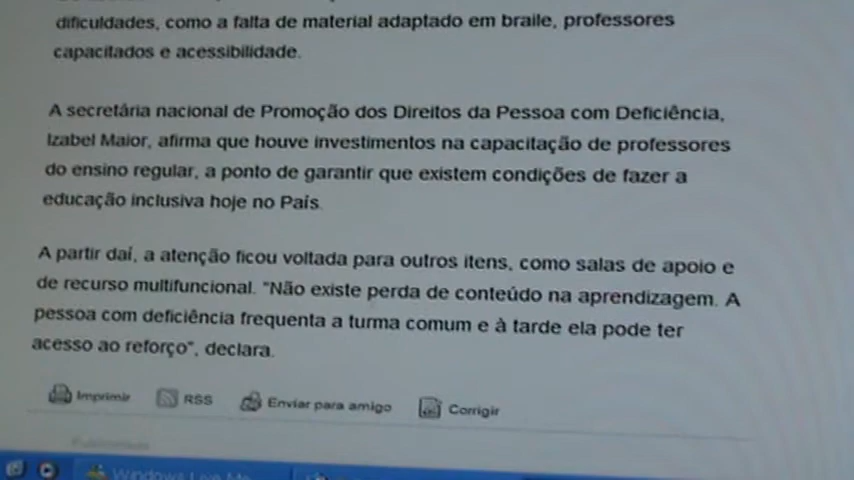 dificuldades, como a falta de material adaptado em braile, professores
capacitados e acessibilidade.
A secretária nacional de Promoção dos Direitos da Pessoa com Deficiência,
Izabel Maior, afirma que houve investimentos na capacitação de professores
do ensino regular, a ponto de garantir que existem condições de fazer a
educação inclusiva hoje no País.
A partir daí, a atenção ficou voltada para outros itens, como salas de apoio e
de recurso multifuncional. "Não existe perda de conteúdo na aprendizagem. A
pessoa com deficiência frequenta a turma comum e à tarde ela pode ter
acesso ao reforço", declara.
Imprimir RSS Enviar para amigo Corrigir
Windows Live Me...